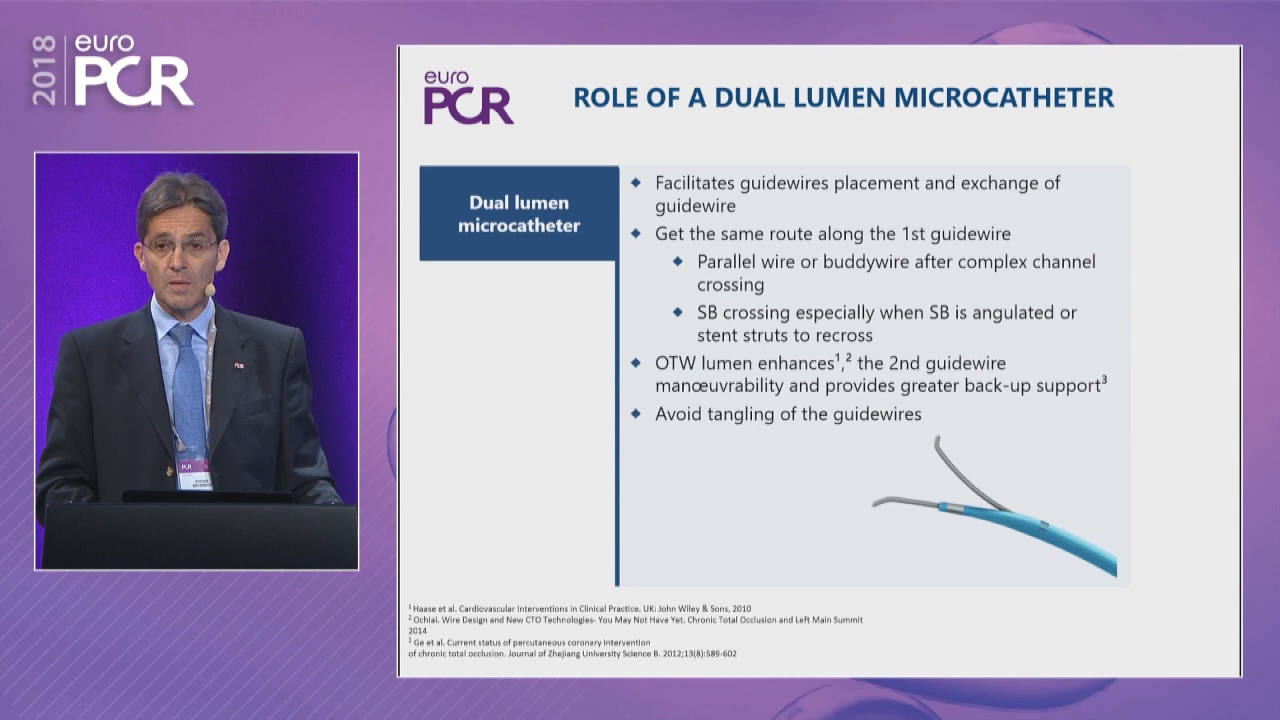 2018
euro
PCR
euro
PCR
ROLE OF A DUAL LUMEN MICROCATHETER
Dual lumen
microcatheter
Facilitates guidewires placement and exchange of
guidewire
Get the same route along the 1st guidewire
Parallel wire or buddywire after complex channel
crossing
SB crossing especially when SB is angulated or
stent struts to recross
OTW lumen enhances¹,² the 2nd guidewire
manœuvrability and provides greater back-up support³
Avoid tangling of the guidewires
¹ Haase et al. Cardiovascular Interventions in Clinical Practice. UK: John Wiley & Sons, 2010
² Ochiai. Wire Design and New CTO Technologies- You May Not Have Yet. Chronic Total Occlusion and Left Main Summit
2014
³ Ge et al. Current status of percutaneous coronary intervention
of chronic total occlusion. Journal of Zhejiang University Science B. 2012;13(8):589-602
PCR